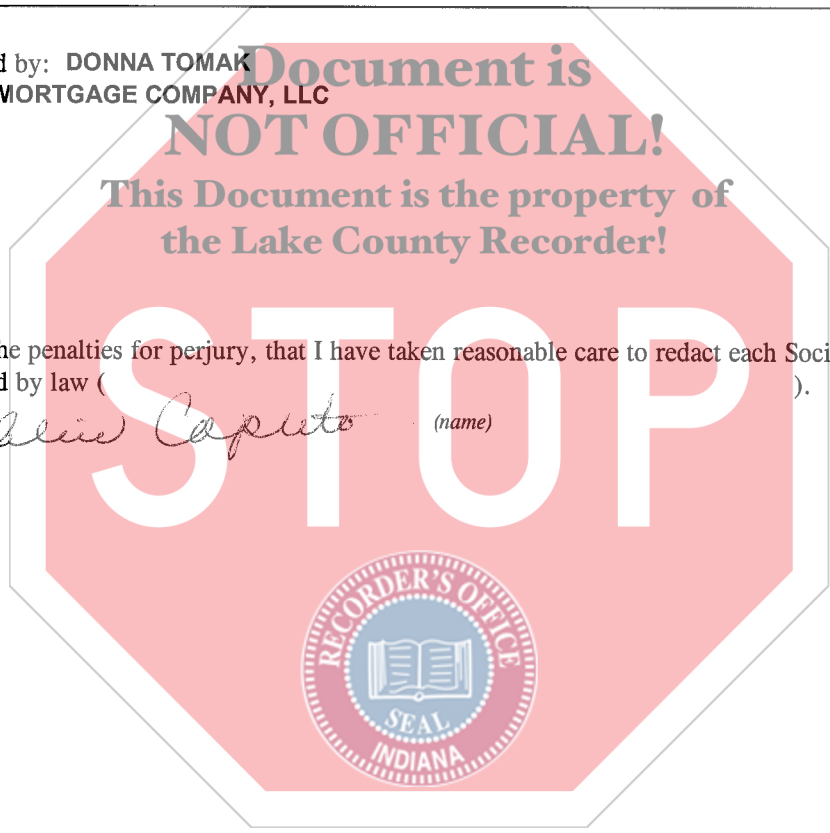 d by: DONNA TOMAK
MORTGAGE COMPANY, LLC
Document is
NOT OFFICIAL!
This Document is the property of
the Lake County Recorder!
he penalties for perjury, that I have taken reasonable care to redact each Soci
d by law ( ).
Caputo (name)
STOP
RECORDER'S OFFICE
SEAL
INDIANA